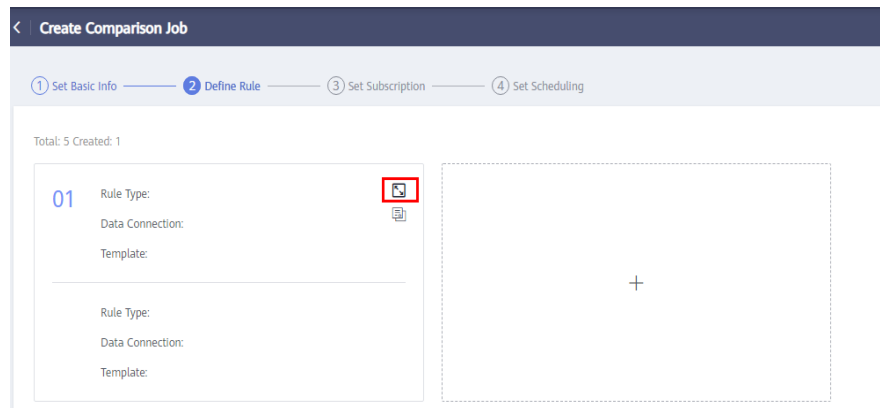 Create Comparison Job
1 Set Basic Info 2 Define Rule 3 Set Subscription 4 Set Scheduling
Total: 5 Created: 1
01
Rule Type:
Data Connection:
Template:
Rule Type:
Data Connection:
Template: